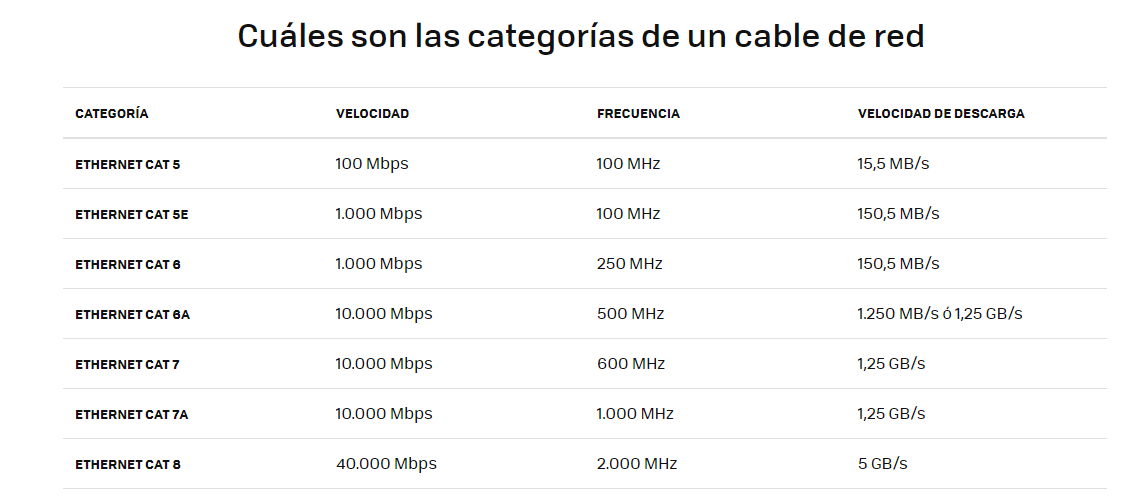 Cuáles son las categorías de un cable de red
CATEGORÍA VELOCIDAD FRECUENCIA VELOCIDAD DE DESCARGA
ETHERNET CAT 5 100 Mbps 100 MHz 15,5 MB/s
ETHERNET CAT 5E 1.000 Mbps 100 MHz 150,5 MB/s
ETHERNET CAT 6 1.000 Mbps 250 MHz 150,5 MB/s
ETHERNET CAT 6A 10.000 Mbps 500 MHz 1.250 MB/s ó 1,25 GB/s
ETHERNET CAT 7 10.000 Mbps 600 MHz 1,25 GB/s
ETHERNET CAT 7A 10.000 Mbps 1.000 MHz 1,25 GB/s
ETHERNET CAT 8 40.000 Mbps 2.000 MHz 5 GB/s